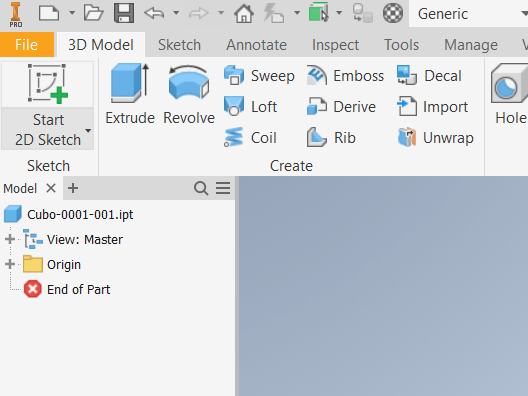 I PRO Generic
File 3D Model Sketch Annotate Inspect Tools Manage
Start
2D Sketch
Extrude Revolve
Sweep Emboss Decal
Loft Derive Import
Coil Rib Unwrap
Hole
Sketch Create
Model
Cubo-0001-001.ipt
View: Master
Origin
End of Part